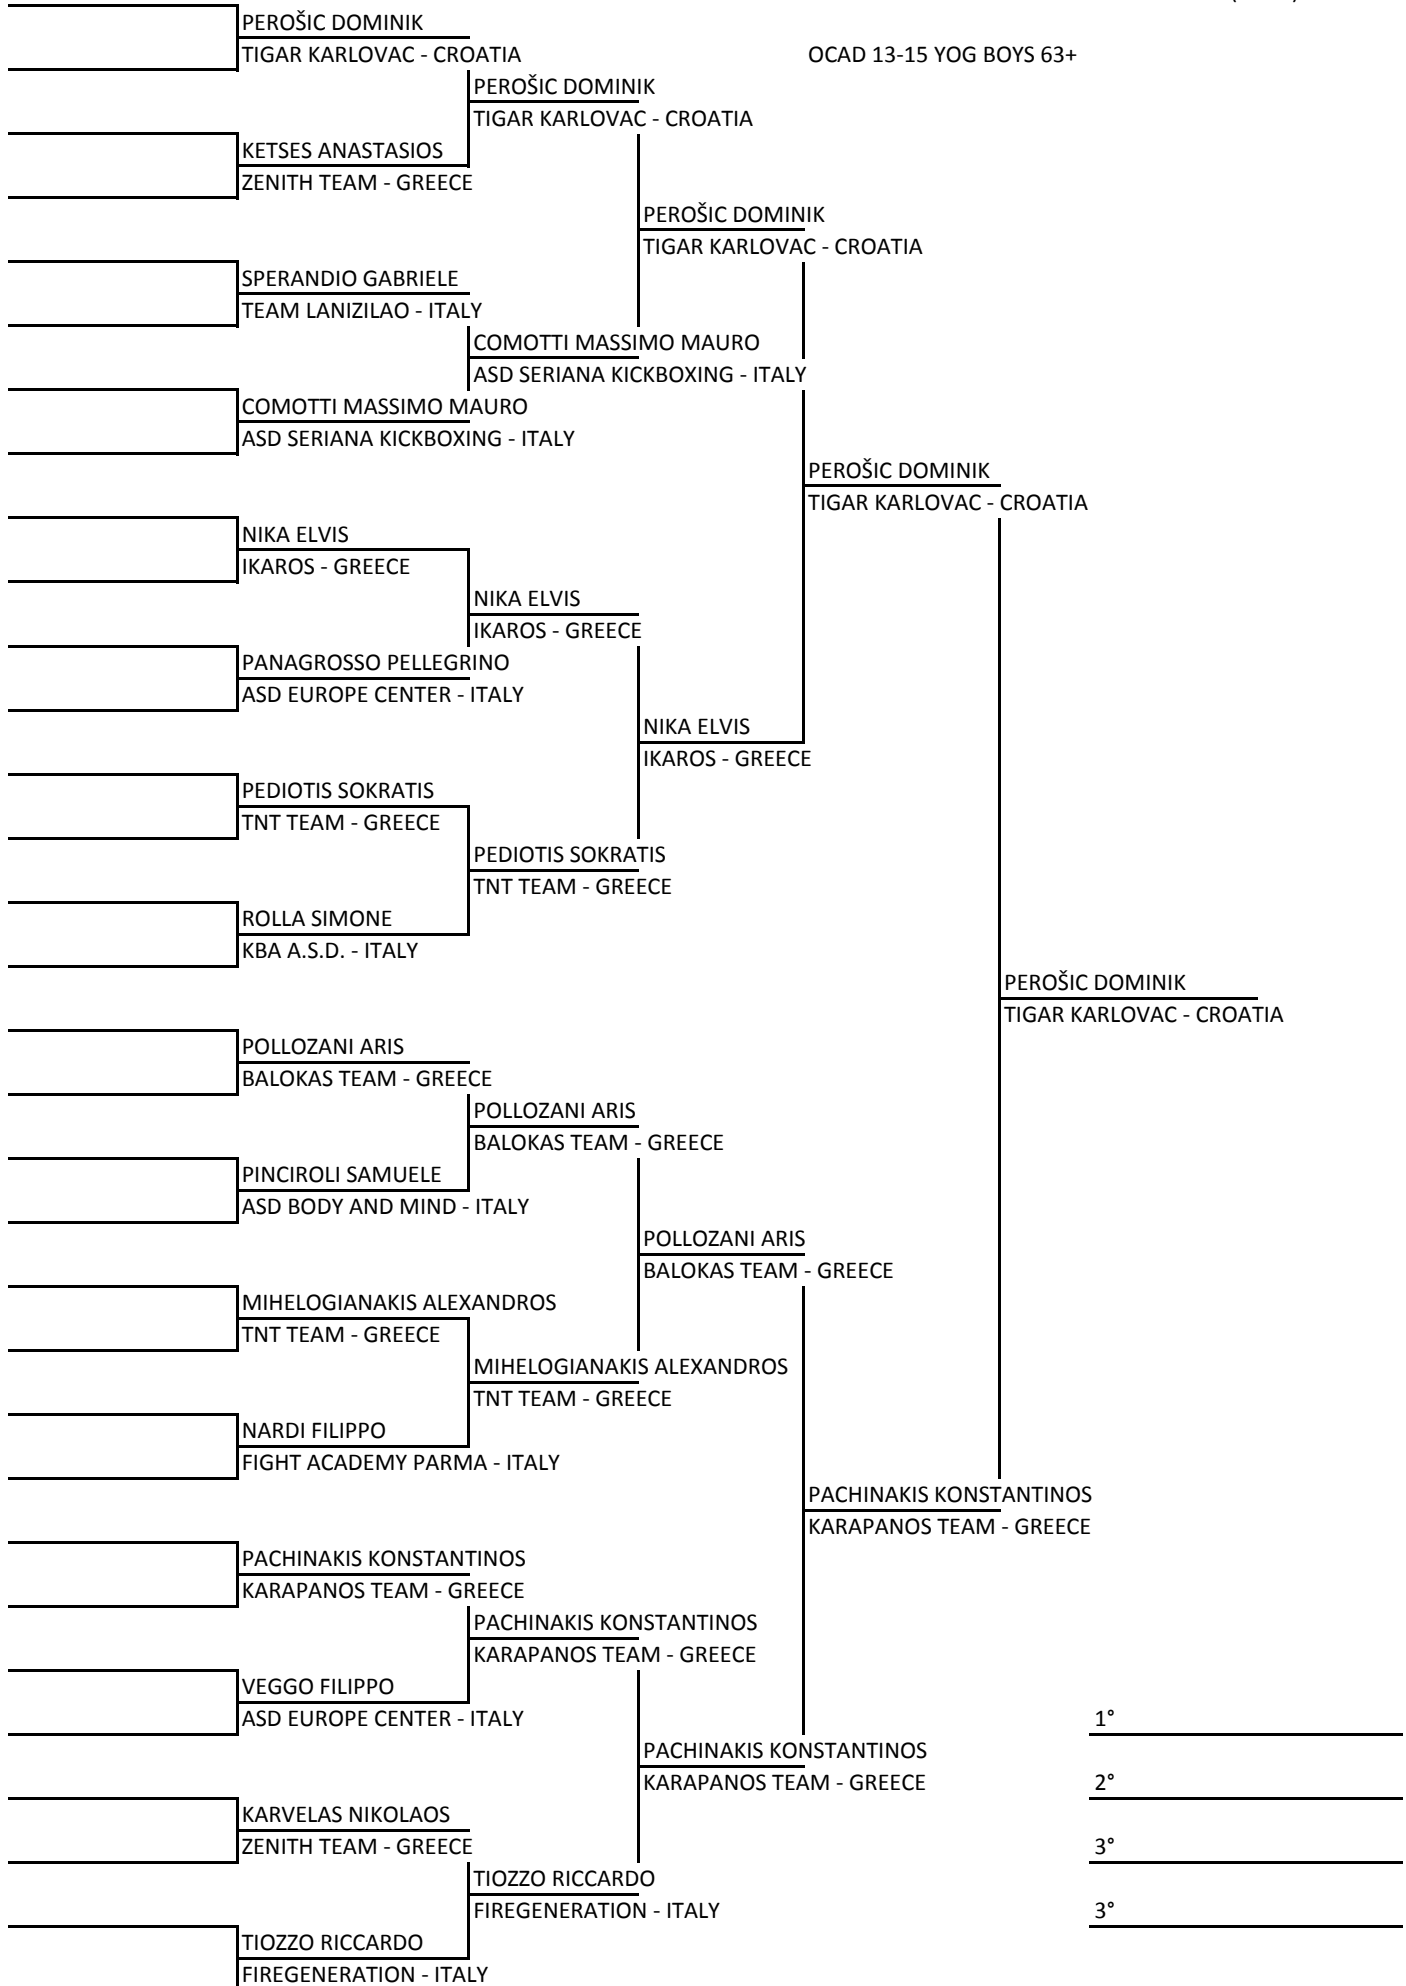 PEROŠIC DOMINIK
TIGAR KARLOVAC - CROATIA
OCAD 13-15 YOG BOYS 63+
PEROŠIC DOMINIK
TIGAR KARLOVAC - CROATIA
KETSES ANASTASIOS
ZENITH TEAM - GREECE
PEROŠIC DOMINIK
TIGAR KARLOVAC - CROATIA
SPERANDIO GABRIELE
TEAM LANIZILAO - ITALY
COMOTTI MASSIMO MAURO
ASD SERIANA KICKBOXING - ITALY
COMOTTI MASSIMO MAURO
ASD SERIANA KICKBOXING - ITALY
PEROŠIC DOMINIK
TIGAR KARLOVAC - CROATIA
NIKA ELVIS
IKAROS - GREECE
NIKA ELVIS
IKAROS - GREECE
PANAGROSSO PELLEGRINO
ASD EUROPE CENTER - ITALY
NIKA ELVIS
IKAROS - GREECE
PEDIOTIS SOKRATIS
TNT TEAM - GREECE
PEDIOTIS SOKRATIS
TNT TEAM - GREECE
ROLLA SIMONE
KBA A.S.D. - ITALY
PEROŠIC DOMINIK
TIGAR KARLOVAC - CROATIA
POLLOZANI ARIS
BALOKAS TEAM - GREECE
POLLOZANI ARIS
BALOKAS TEAM - GREECE
PINCIROLI SAMUELE
ASD BODY AND MIND - ITALY
POLLOZANI ARIS
BALOKAS TEAM - GREECE
MIHELOGIANAKIS ALEXANDROS
TNT TEAM - GREECE
MIHELOGIANAKIS ALEXANDROS
TNT TEAM - GREECE
NARDI FILIPPO
FIGHT ACADEMY PARMA - ITALY
PACHINAKIS KONSTANTINOS
KARAPANOS TEAM - GREECE
PACHINAKIS KONSTANTINOS
KARAPANOS TEAM - GREECE
PACHINAKIS KONSTANTINOS
KARAPANOS TEAM - GREECE
VEGGO FILIPPO
ASD EUROPE CENTER - ITALY
1°
PACHINAKIS KONSTANTINOS
KARAPANOS TEAM - GREECE
2°
KARVELAS NIKOLAOS
ZENITH TEAM - GREECE
3°
TIOZZO RICCARDO
FIREGENERATION - ITALY
3°
TIOZZO RICCARDO
FIREGENERATION - ITALY